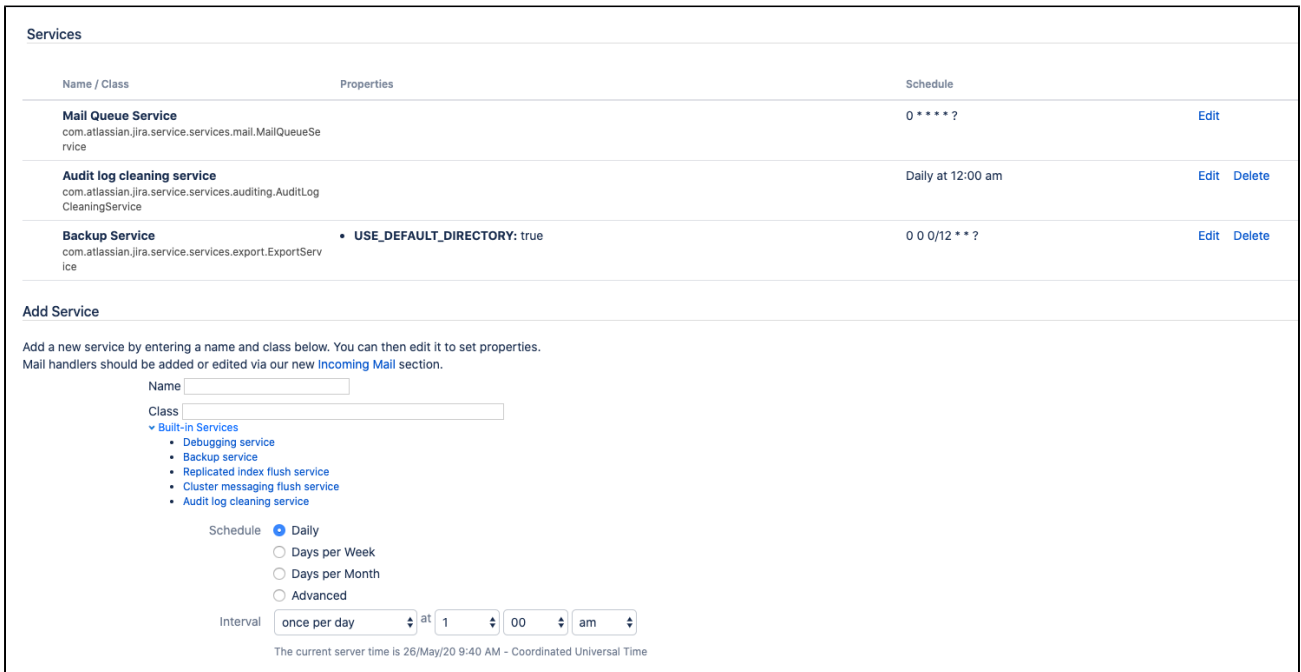 Services
Name / Class Properties Schedule
Mail Queue Service 0 * * * * ? Edit
com.atlassian.jira.service.services.mail.MailQueueSe
rvice
Audit log cleaning service Daily at 12:00 am Edit Delete
com.atlassian.jira.service.services.auditing.AuditLog
CleaningService
Backup Service • USE_DEFAULT_DIRECTORY: true 0 0 0/12 * * ? Edit Delete
com.atlassian.jira.service.services.export.ExportServ
ice
Add Service
Add a new service by entering a name and class below. You can then edit it to set properties.
Mail handlers should be added or edited via our new Incoming Mail section.
Name
Class
Built-in Services
• Debugging service
• Backup service
• Replicated index flush service
• Cluster messaging flush service
• Audit log cleaning service
Schedule Daily
Days per Week
Days per Month
Advanced
Interval once per day at 1 00 am
The current server time is 26/May/20 9:40 AM - Coordinated Universal Time